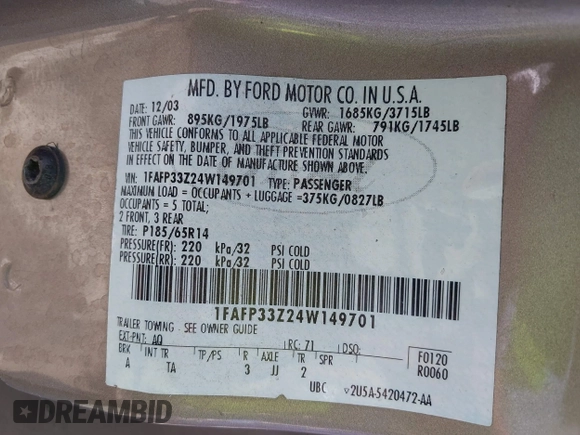 MFD. BY FORD MOTOR CO. IN U.S.A.
DATE: 12/03 GVWR: 1685KG/3715LB
FRONT GAWR: 895KG/1975LB REAR GAWR: 791KG/1745LB
THIS VEHICLE CONFORMS TO ALL APPLICABLE FEDERAL MOTOR
VEHICLE SAFETY, BUMPER, AND THEFT PREVENTION STANDARDS
IN EFFECT ON THE DATE OF MANUFACTURE SHOWN ABOVE.
VIN: 1FAFP33Z24W149701 TYPE: PASSENGER
MAXIMUM LOAD = OCCUPANTS + LUGGAGE =375KG/0827LB
OCCUPANTS = 5 TOTAL;
2 FRONT, 3 REAR
TIRE: P185/65R14
PRESSURE(FR): 220 kPa/32 PSI COLD
PRESSURE(RR): 220 kPa/32 PSI COLD
1FAFP33Z24W149701
TRAILER TOWING - SEE OWNER GUIDE
EXT-PNT: AQ RC: 71 DSO: F0120
BRK INT TR TP/PS R AXLE TR SPR R0060
A TA 3 JJ 2
UBC v2U5A-5420472-AA
DREAMBID